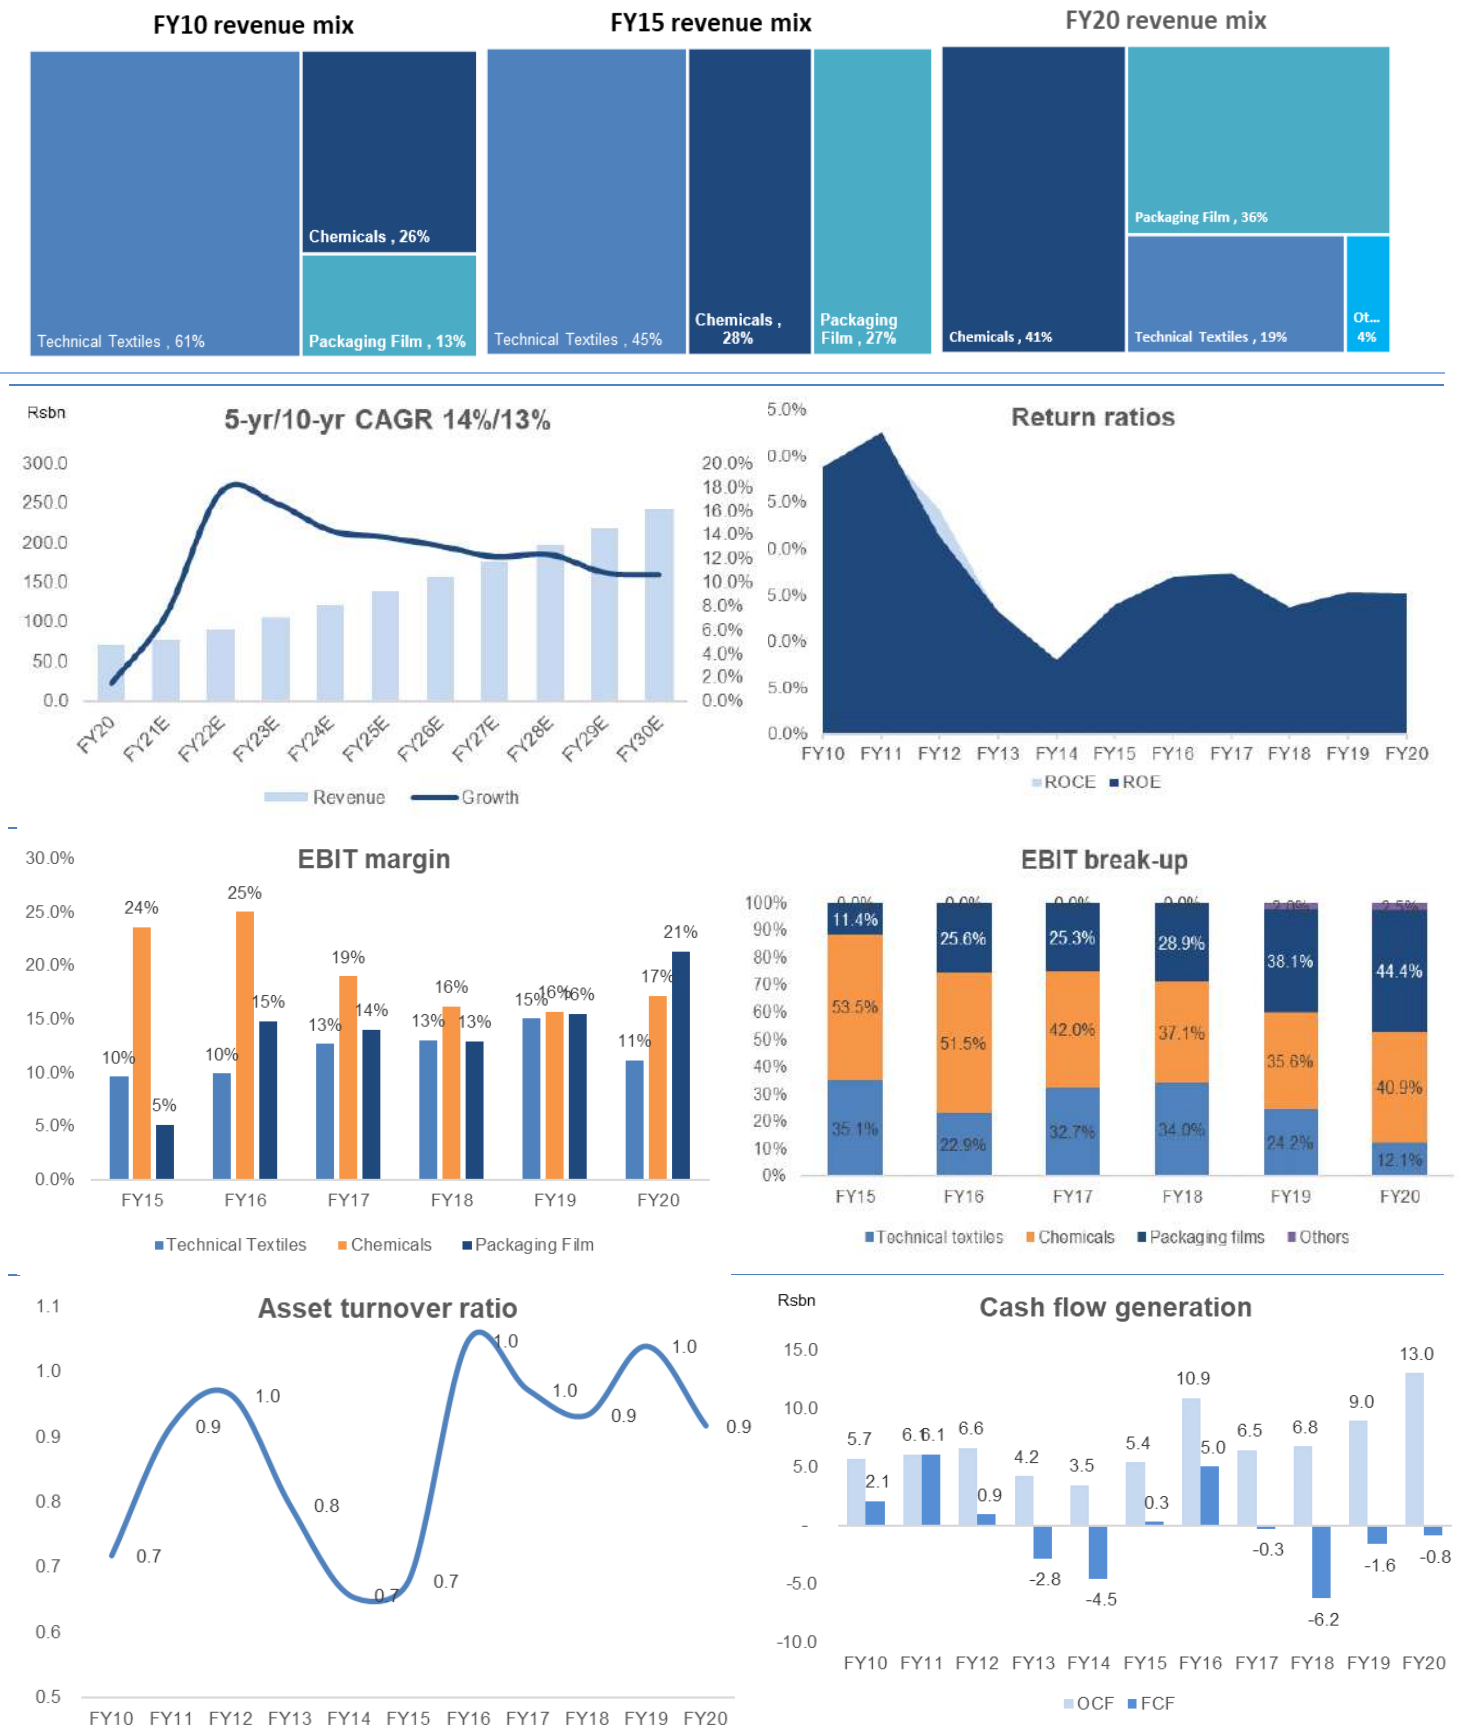 FY10 revenue mix
Technical Textiles , 61%
Chemicals , 26%
Packaging Film , 13%
FY15 revenue mix
Technical Textiles , 45%
Chemicals ,
28%
Packaging
Film , 27%
FY20 revenue mix
Chemicals , 41%
Packaging Film , 36%
Technical Textiles , 19%
Ot...
4%
Rsbn
5-yr/10-yr CAGR 14%/13%
300.0
250.0
200.0
150.0
100.0
50.0
0.0
20.0%
18.0%
16.0%
14.0%
12.0%
10.0%
8.0%
6.0%
4.0%
2.0%
0.0%
FY20 FY21E FY22E FY23E FY24E FY25E FY26E FY27E FY28E FY29E FY30E
Revenue Growth
Return ratios
5.0%
0.0%
5.0%
0.0%
5.0%
0.0%
5.0%
0.0%
FY10 FY11 FY12 FY13 FY14 FY15 FY16 FY17 FY18 FY19 FY20
ROCE ROE
EBIT margin
30.0%
25.0%
20.0%
15.0%
10.0%
5.0%
0.0%
10% 24% 5%
10% 25% 15%
13% 19% 14%
13% 16% 13%
15% 16% 16%
11% 17% 21%
FY15 FY16 FY17 FY18 FY19 FY20
Technical Textiles Chemicals Packaging Film
EBIT break-up
100%
90%
80%
70%
60%
50%
40%
30%
20%
10%
0%
0.0% 0.0% 0.0% 0.0% 2.0% 2.5%
11.4% 25.6% 25.3% 28.9% 38.1% 44.4%
53.5% 51.5% 42.0% 37.1% 35.6% 40.9%
35.1% 22.9% 32.7% 34.0% 24.2% 12.1%
FY15 FY16 FY17 FY18 FY19 FY20
Technical textiles Chemicals Packaging films Others
Asset turnover ratio
1.1
1.0
0.9
0.8
0.7
0.6
0.5
0.7 0.9 1.0 0.8 0.7 0.7 1.0 1.0 0.9 1.0 0.9
FY10 FY11 FY12 FY13 FY14 FY15 FY16 FY17 FY18 FY19 FY20
Rsbn
Cash flow generation
15.0
10.0
5.0
-
-5.0
-10.0
5.7 6.1 6.6 4.2 3.5 5.4 10.9 6.5 6.8 9.0 13.0
2.1 6.1 0.9 -2.8 -4.5 0.3 5.0 -0.3 -6.2 -1.6 -0.8
FY10 FY11 FY12 FY13 FY14 FY15 FY16 FY17 FY18 FY19 FY20
OCF FCF